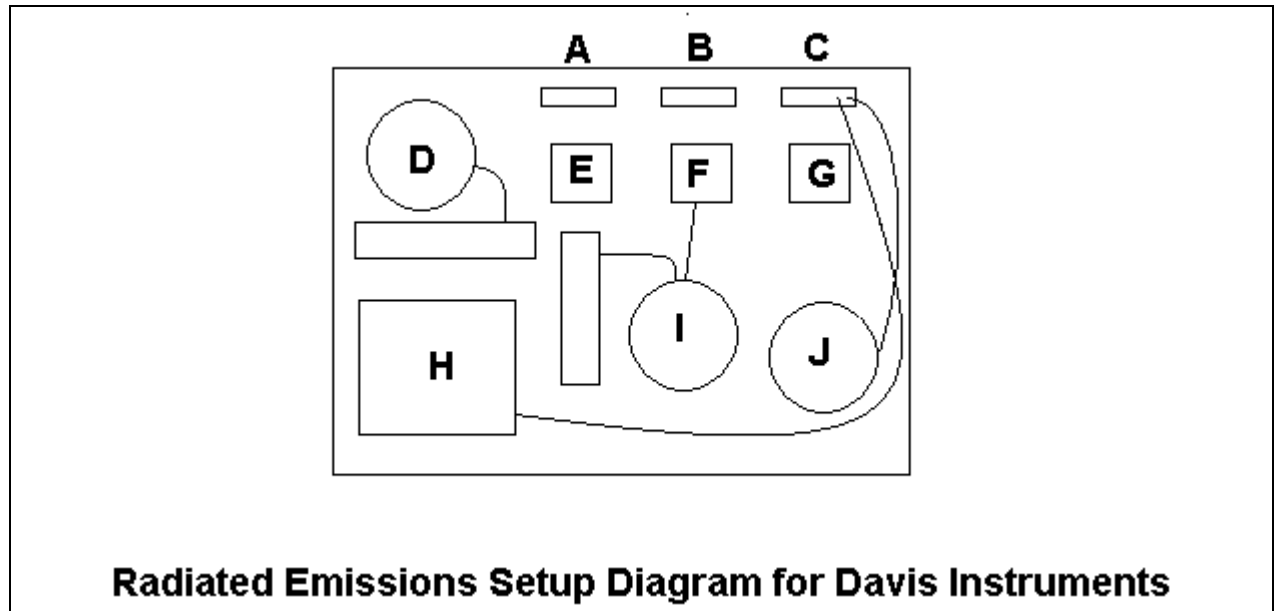 A B C
D E F G
H I J
Radiated Emissions Setup Diagram for Davis Instruments